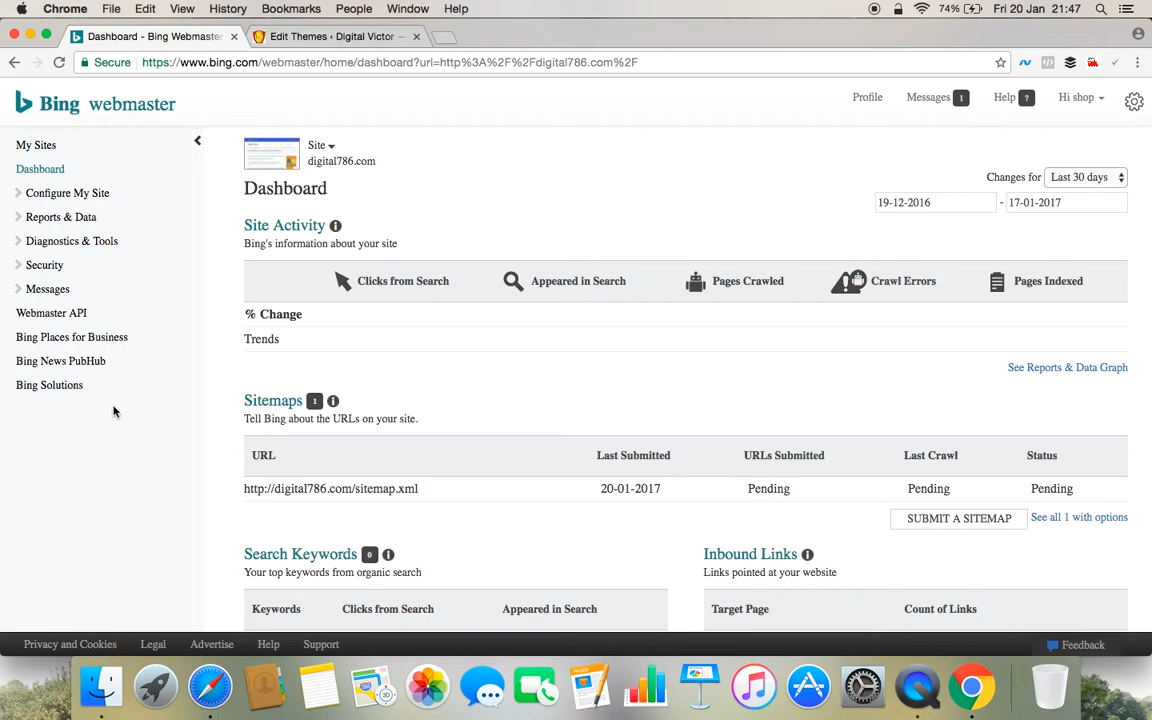 Chrome File Edit View History Bookmarks People Window Help 74% Fri 20 Jan 21:47
Dashboard - Bing Webmaster Edit Themes ‹ Digital Victor —
Secure https://www.bing.com/webmaster/home/dashboard?url=http%3A%2F%2Fdigital786.com%2F
Bing webmaster Profile Messages 1 Help ? Hi shop
My Sites
Dashboard
Configure My Site
Reports & Data
Diagnostics & Tools
Security
Messages
Webmaster API
Bing Places for Business
Bing News PubHub
Bing Solutions
Site
digital786.com
Dashboard
Changes for Last 30 days
19-12-2016 - 17-01-2017
Site Activity
Bing's information about your site
Clicks from Search Appeared in Search Pages Crawled Crawl Errors Pages Indexed
% Change
Trends
See Reports & Data Graph
Sitemaps 1
Tell Bing about the URLs on your site.
URL Last Submitted URLs Submitted Last Crawl Status
http://digital786.com/sitemap.xml 20-01-2017 Pending Pending Pending
SUBMIT A SITEMAP See all 1 with options
Search Keywords 0
Your top keywords from organic search
Keywords Clicks from Search Appeared in Search
Inbound Links
Links pointed at your website
Target Page Count of Links
Privacy and Cookies Legal Advertise Help Support Feedback